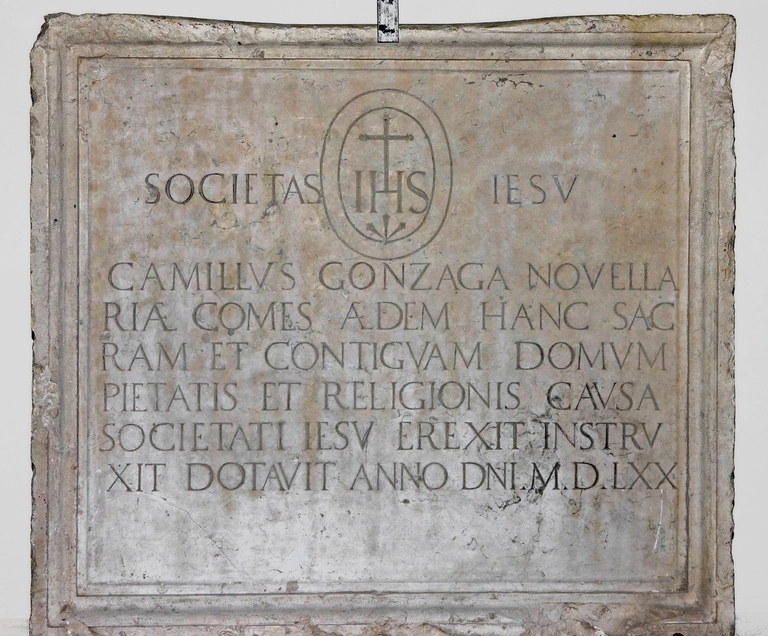 SOCIETAS IHS IESV
CAMILLVS GONZAGA NOVELLA
RIÆ COMES ÆDEM HANC SAC
RAM ET CONTIGVAM DOMVM
PIETATIS ET RELIGIONIS CAVSA
SOCIETATI IESV EREXIT INSTRV
XIT DOTAVIT ANNO DNI.M.D.LXX